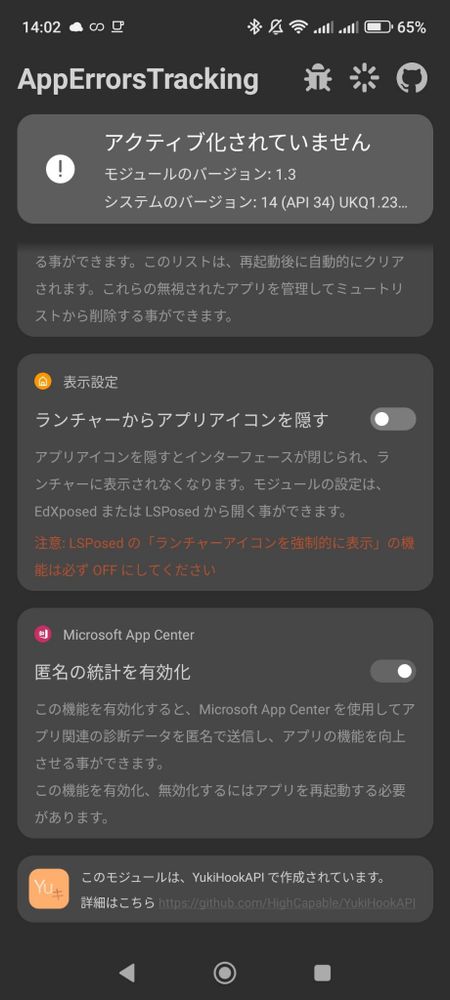 14:02
65%
AppErrorsTracking
アクティブ化されていません
モジュールのバージョン: 1.3
システムのバージョン: 14 (API 34) UKQ1.23...
る事ができます。このリストは、再起動後に自動的にクリア
されます。これらの無視されたアプリを管理してミュートリ
ストから削除する事ができます。
表示設定
ランチャーからアプリアイコンを隠す
アプリアイコンを隠すとインターフェースが閉じられ、ラ
ンチャーに表示されなくなります。モジュールの設定は、
EdXposed または LSPosed から開く事ができます。
注意: LSPosed の「ランチャーアイコンを強制的に表示」の機
能は必ず OFF にしてください
Microsoft App Center
匿名の統計を有効化
この機能を有効化すると、Microsoft App Center を使用してア
プリ関連の診断データを匿名で送信し、アプリの機能を向上
させる事ができます。
この機能を有効化、無効化するにはアプリを再起動する必要
があります。
Yuキ
このモジュールは、YukiHookAPI で作成されています。
詳細はこちら https://github.com/HighCapable/YukiHookAPI